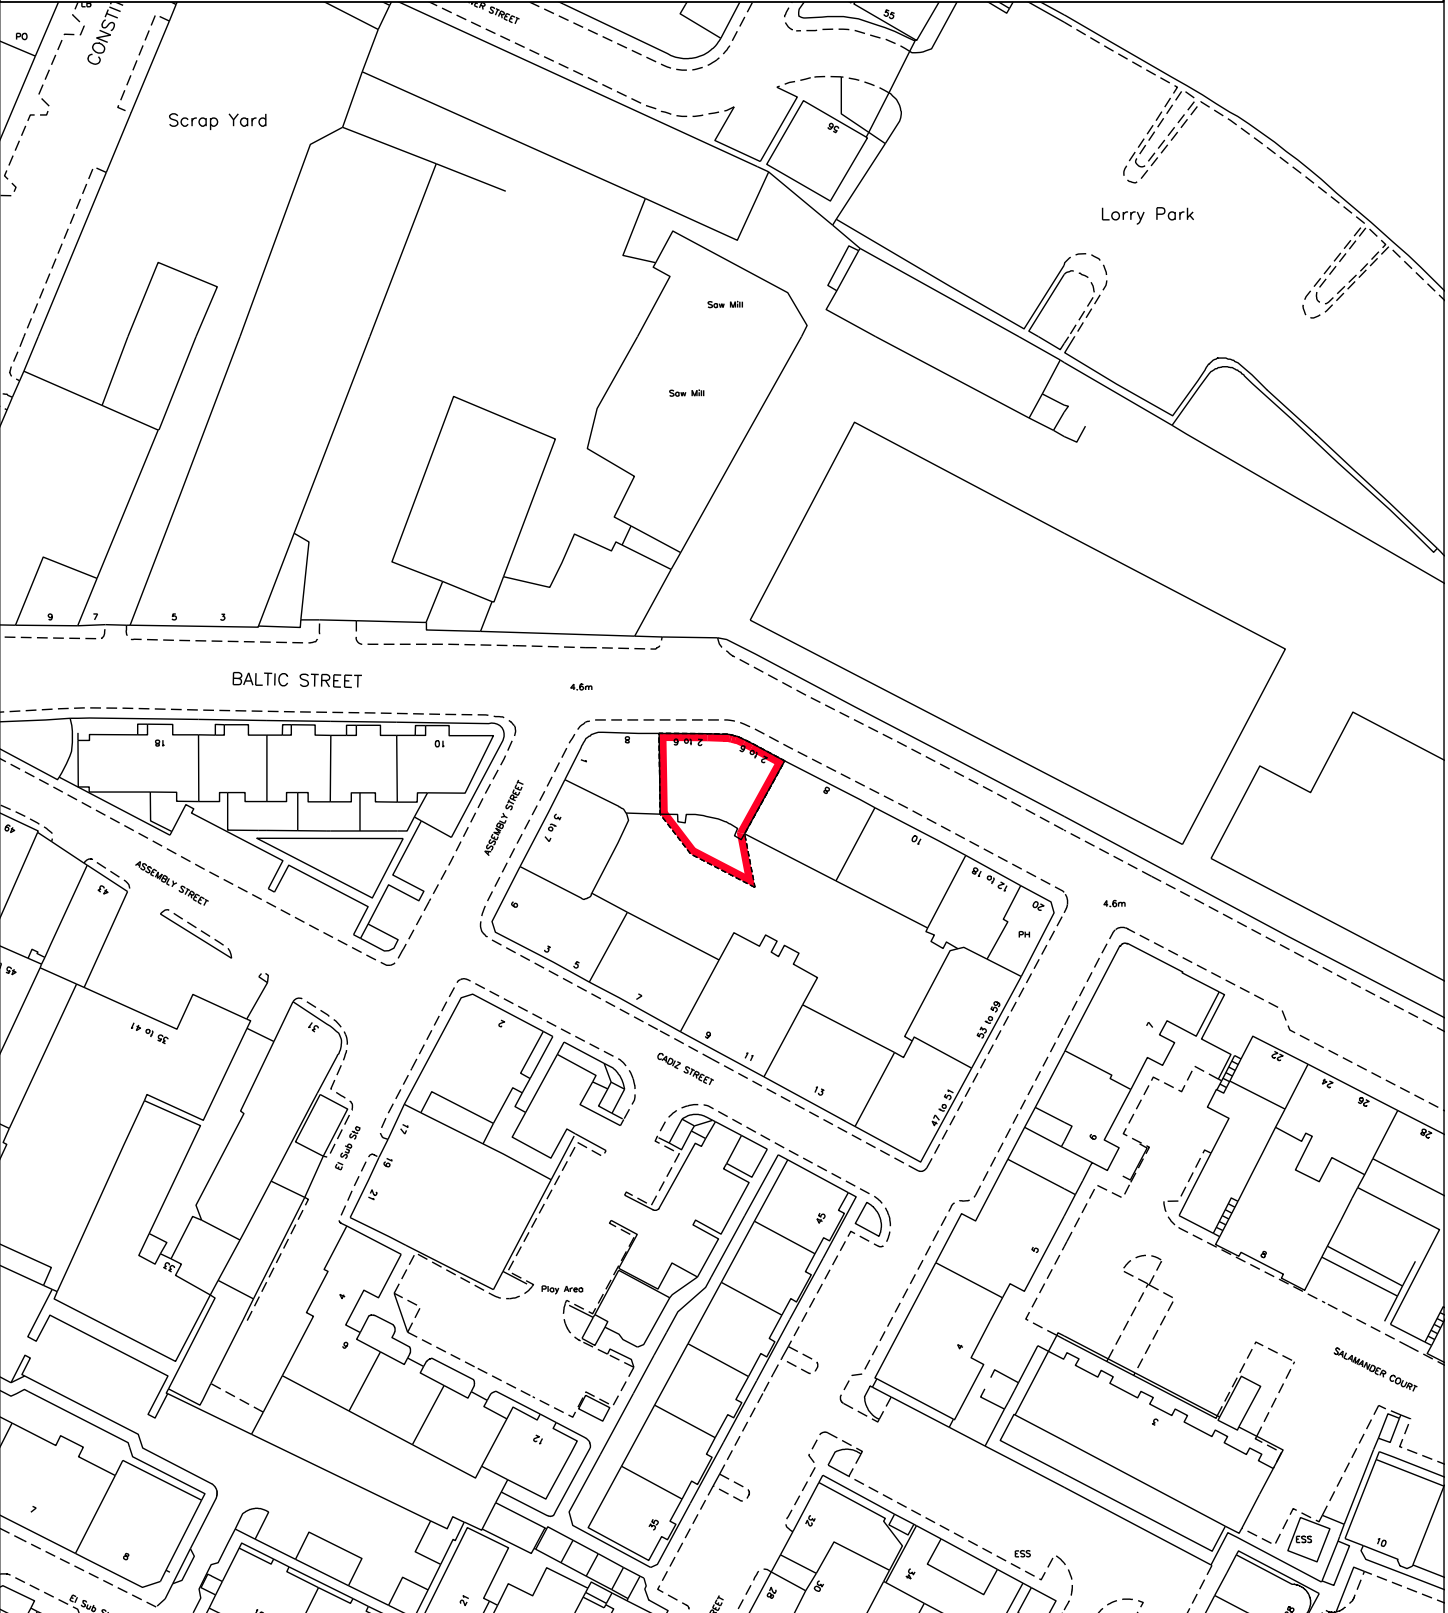 PO
CONSTI
55
Scrap Yard
56
Lorry Park
Saw Mill
Saw Mill
9
7
5
3
BALTIC STREET
4.6m
18
10
8
2 to 6
2 to 6
1
8
ASSEMBLY STREET
3 to 7
10
49
ASSEMBLY STREET
43
12 to 18
20
4.6m
9
PH
3
5
45
7
35 to 41
31
2
9
11
CADIZ STREET
13
53 to 59
47 to 51
7
22
24
26
28
17
El Sub Sta
19
21
6
45
5
8
33
Play Area
4
6
4
SALAMANDER COURT
3
12
7
8
35
32
ESS
ESS
10
34
30
28
21
El Sub